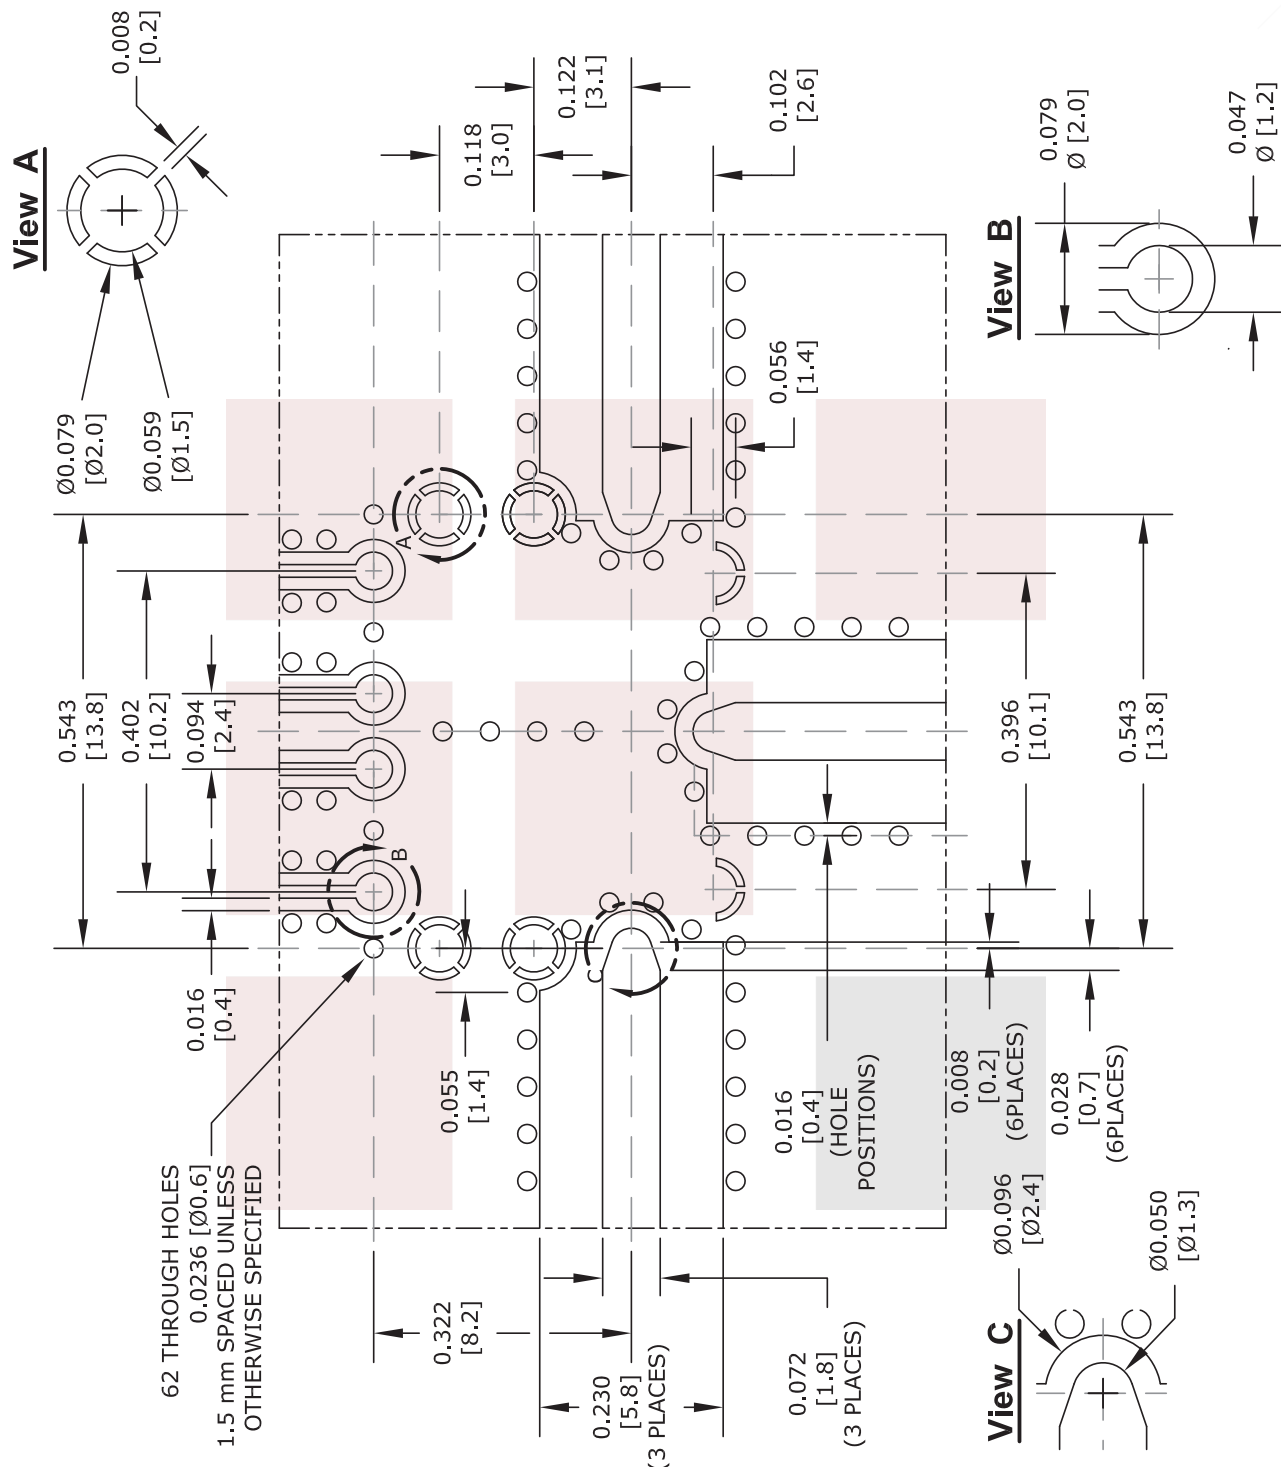 View A
0.008
[0.2]
Ø0.079
[Ø2.0]
Ø0.059
[Ø1.5]
0.122
[3.1]
0.118
[3.0]
0.102
[2.6]
0.056
[1.4]
View B
0.079
Ø [2.0]
0.047
Ø [1.2]
A
B
C
0.543
[13.8]
0.402
[10.2]
0.094
[2.4]
0.016
[0.4]
0.396
[10.1]
0.543
[13.8]
62 THROUGH HOLES
0.0236 [Ø0.6]
1.5 mm SPACED UNLESS
OTHERWISE SPECIFIED
0.055
[1.4]
0.016
[0.4]
(HOLE
POSITIONS)
0.008
[0.2]
(6PLACES)
0.028
[0.7]
(6PLACES)
0.322
[8.2]
0.230
[5.8]
(3 PLACES)
0.072
[1.8]
(3 PLACES)
View C
Ø0.096
[Ø2.4]
Ø0.050
[Ø1.3]